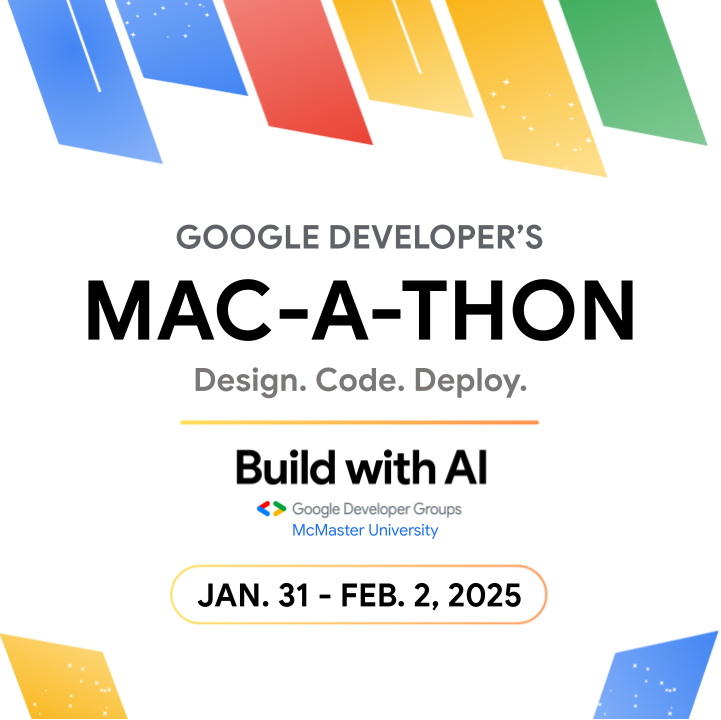 GOOGLE DEVELOPER'S
MAC-A-THON
Design. Code. Deploy.
Build with AI
Google Developer Groups
McMaster University
JAN. 31 - FEB. 2, 2025